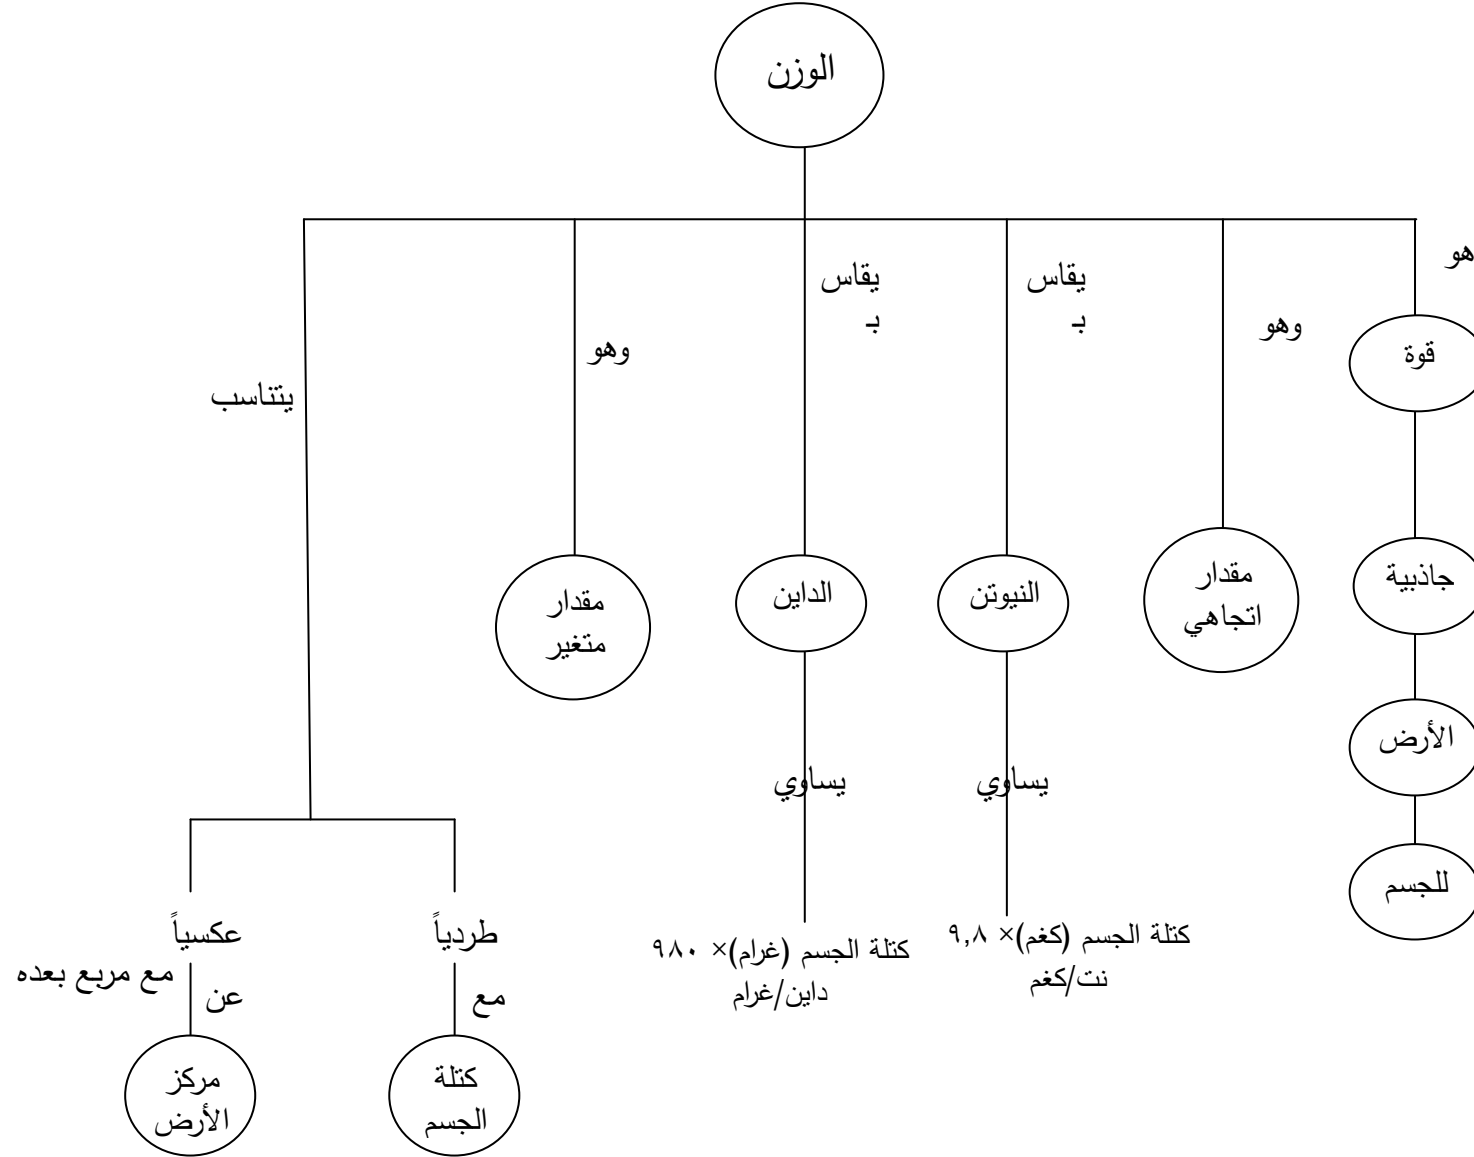 الوزن
هو
قوة
جاذبية
الأرض
للجسم
وهو
مقدار
اتجاهي
يقاس
بـ
النيوتن
يساوي
كتلة الجسم (كغم)× ٩,٨
نت/كغم
يقاس
بـ
الداين
يساوي
كتلة الجسم (غرام)× ٩٨٠
داين/غرام
وهو
مقدار
متغير
يتناسب
طردياً
مع
كتلة
الجسم
عكسياً
مع مربع بعده
عن
مركز
الأرض